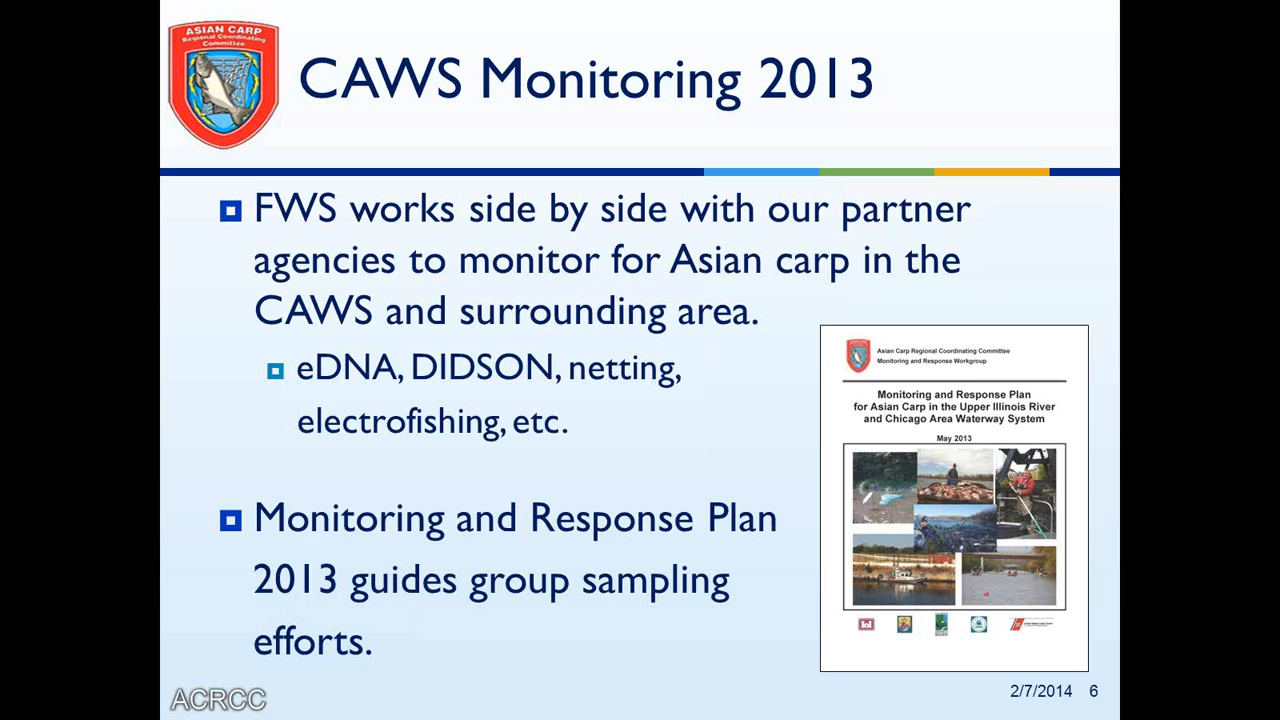 ASIAN CARP
Regional Coordinating
Committee
CAWS Monitoring 2013
FWS works side by side with our partner
agencies to monitor for Asian carp in the
CAWS and surrounding area.
eDNA, DIDSON, netting,
electrofishing, etc.
Monitoring and Response Plan
2013 guides group sampling
efforts.
Asian Carp Regional Coordinating Committee
Monitoring and Response Workgroup
Monitoring and Response Plan
for Asian Carp in the Upper Illinois River
and Chicago Area Waterway System
May 2013
ACRCC
2/7/2014 6